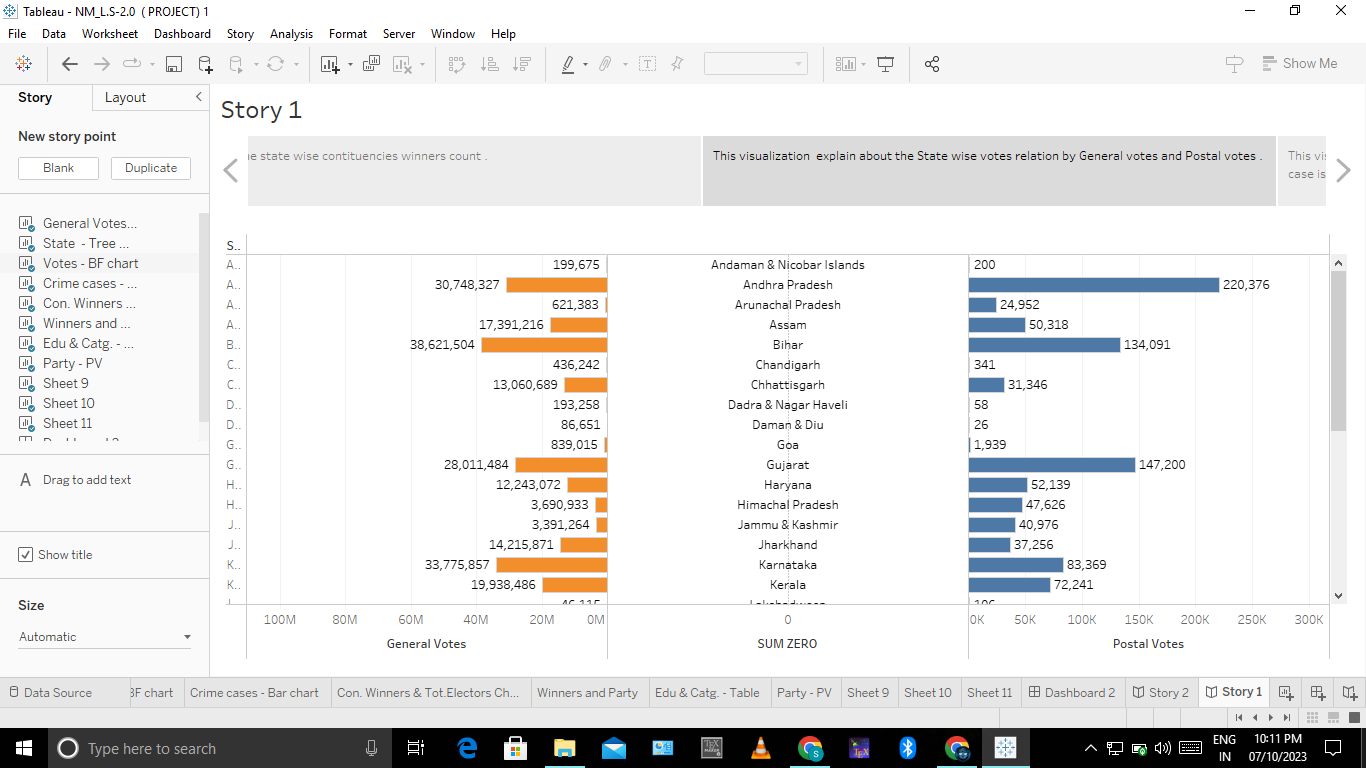 Tableau - NM_L.S-2.0 ( PROJECT) 1
File Data Worksheet Dashboard Story Analysis Format Server Window Help
Show Me
Story Layout
New story point
Blank Duplicate
General Votes...
State - Tree ...
Votes - BF chart
Crime cases - ...
Con. Winners ...
Winners and ...
Edu & Catg. - ...
Party - PV
Sheet 9
Sheet 10
Sheet 11
A Drag to add text
Show title
Size
Automatic
Story 1
state wise contituencies winners count .
This visualization explain about the State wise votes relation by General votes and Postal votes .
This
case is
S..
A.. 199,675 Andaman & Nicobar Islands 200
A.. 30,748,327 Andhra Pradesh 220,376
A.. 621,383 Arunachal Pradesh 24,952
A.. 17,391,216 Assam 50,318
B.. 38,621,504 Bihar 134,091
C.. 436,242 Chandigarh 341
C.. 13,060,689 Chhattisgarh 31,346
D.. 193,258 Dadra & Nagar Haveli 58
D.. 86,651 Daman & Diu 26
G.. 839,015 Goa 1,939
G.. 28,011,484 Gujarat 147,200
H.. 12,243,072 Haryana 52,139
H.. 3,690,933 Himachal Pradesh 47,626
J.. 3,391,264 Jammu & Kashmir 40,976
J.. 14,215,871 Jharkhand 37,256
K.. 33,775,857 Karnataka 83,369
K.. 19,938,486 Kerala 72,241
100M 80M 60M 40M 20M 0M 0 0K 50K 100K 150K 200K 250K 300K
General Votes SUM ZERO Postal Votes
Data Source BF chart Crime cases - Bar chart Con. Winners & Tot.Electors Ch... Winners and Party Edu & Catg. - Table Party - PV Sheet 9 Sheet 10 Sheet 11 Dashboard 2 Story 2 Story 1
Type here to search
ENG 10:11 PM
IN 07/10/2023